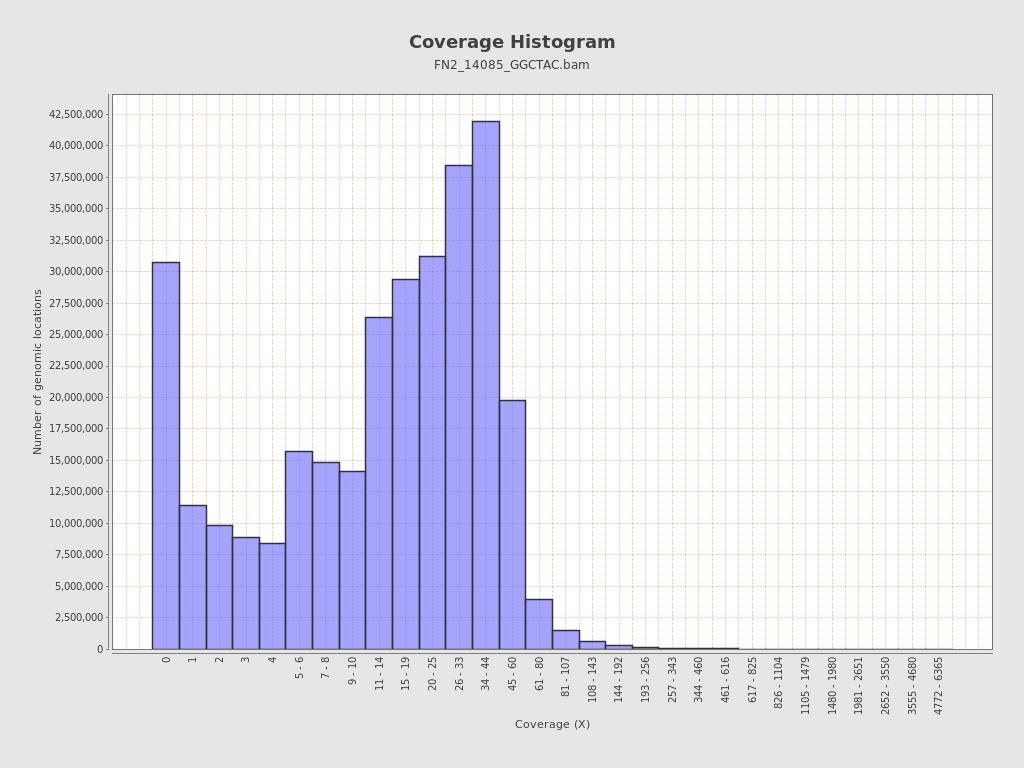 Coverage Histogram
FN2_14085_GGCTAC.bam
Number of genomic locations
42,500,000
40,000,000
37,500,000
35,000,000
32,500,000
30,000,000
27,500,000
25,000,000
22,500,000
20,000,000
17,500,000
15,000,000
12,500,000
10,000,000
7,500,000
5,000,000
2,500,000
0
0
1
2
3
4
5 - 6
7 - 8
9 - 10
11 - 14
15 - 19
20 - 25
26 - 33
34 - 44
45 - 60
61 - 80
81 - 107
108 - 143
144 - 192
193 - 256
257 - 343
344 - 460
461 - 616
617 - 825
826 - 1104
1105 - 1479
1480 - 1980
1981 - 2651
2652 - 3550
3555 - 4680
4772 - 6365
Coverage (X)